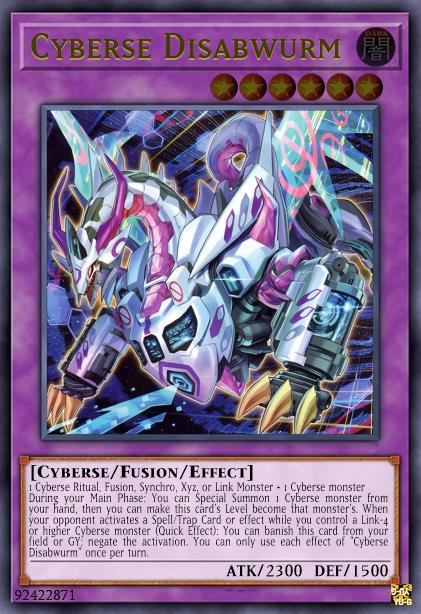 Cyberse Disabwurm
DARK
闇
[Cyberse/Fusion/Effect]
1 Cyberse Ritual, Fusion, Synchro, Xyz, or Link Monster + 1 Cyberse monster
During your Main Phase: You can Special Summon 1 Cyberse monster from
your hand, then you can make this card's Level become that monster's. When
your opponent activates a Spell/Trap Card or effect while you control a Link-4
or higher Cyberse monster (Quick Effect): You can banish this card from your
field or GY; negate the activation. You can only use each effect of "Cyberse
Disabwurm" once per turn.
ATK/2300 DEF/1500
92422871